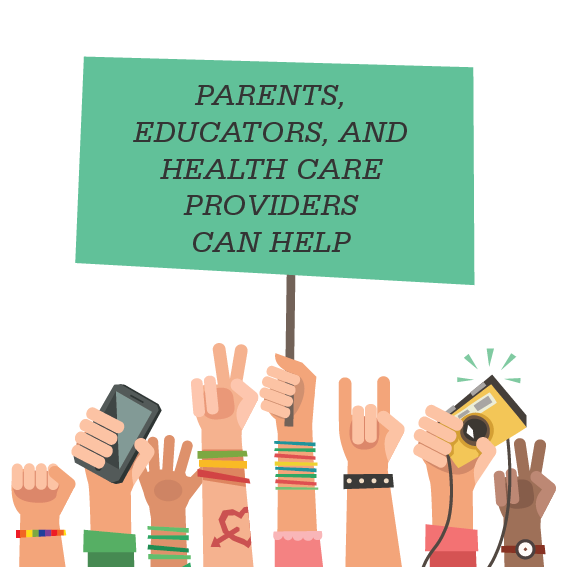 PARENTS,
EDUCATORS, AND
HEALTH CARE
PROVIDERS
CAN HELP